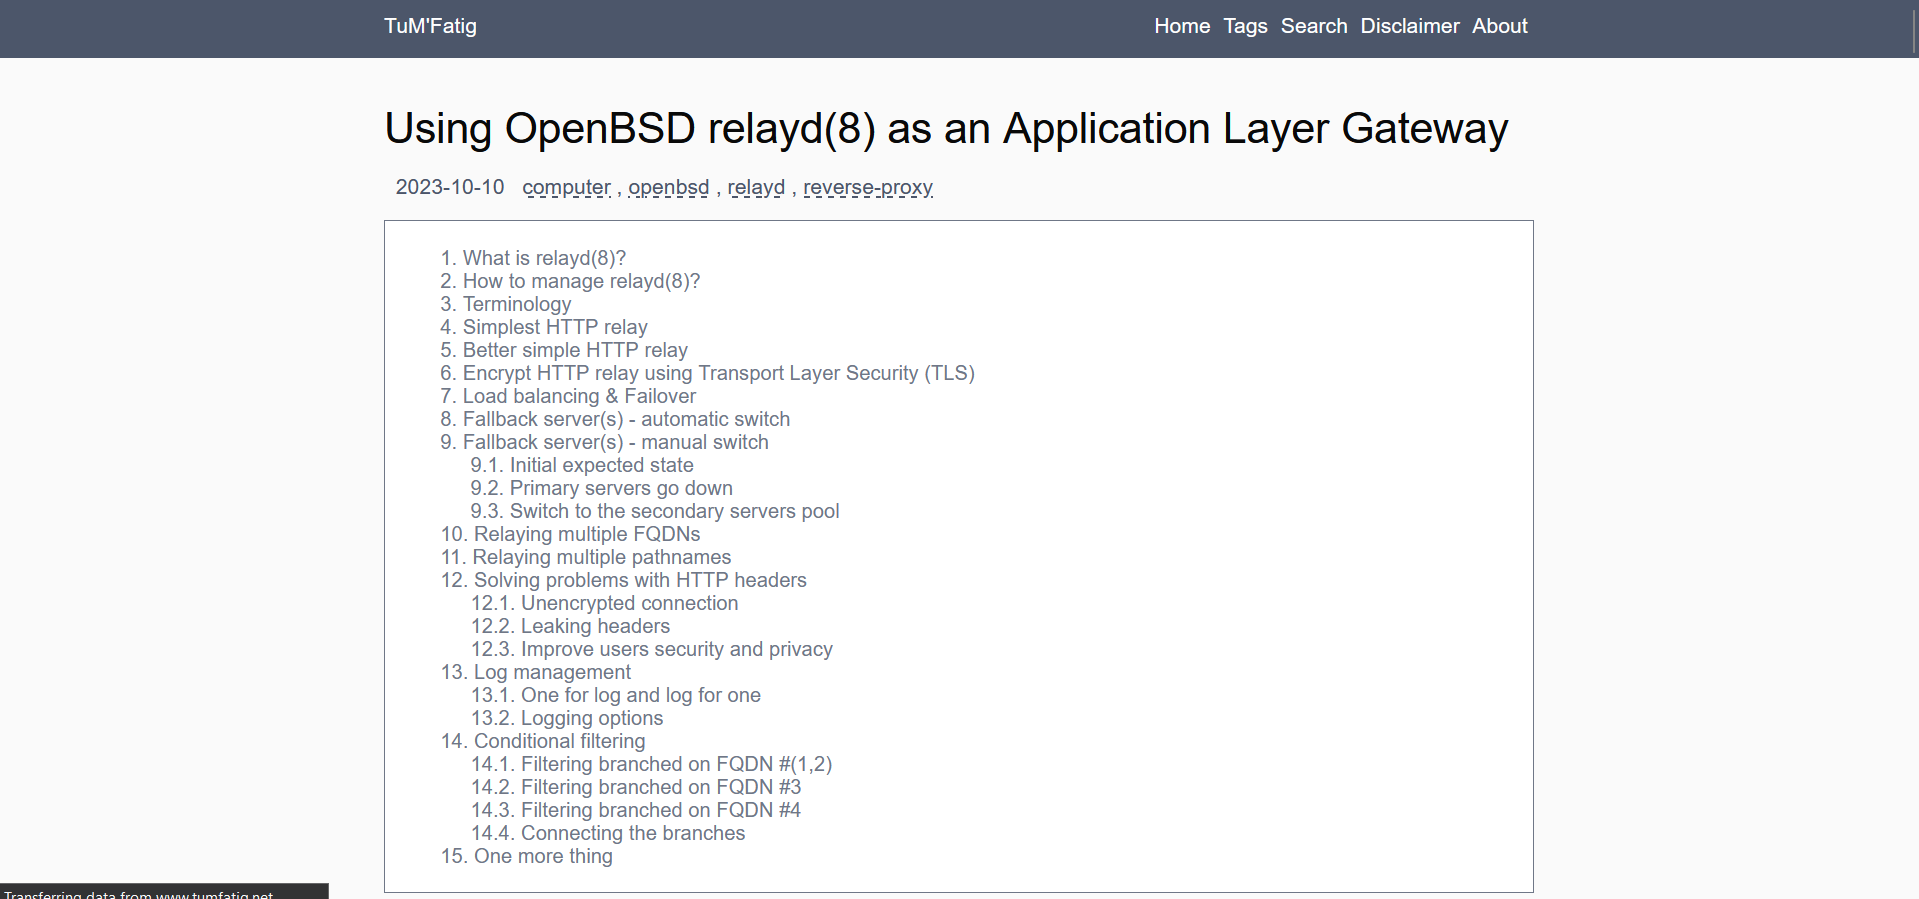 TuM'Fatig
Home Tags Search Disclaimer About
Using OpenBSD relayd(8) as an Application Layer Gateway
2023-10-10 computer , openbsd , relayd , reverse-proxy
1. What is relayd(8)?
2. How to manage relayd(8)?
3. Terminology
4. Simplest HTTP relay
5. Better simple HTTP relay
6. Encrypt HTTP relay using Transport Layer Security (TLS)
7. Load balancing & Failover
8. Fallback server(s) - automatic switch
9. Fallback server(s) - manual switch
9.1. Initial expected state
9.2. Primary servers go down
9.3. Switch to the secondary servers pool
10. Relaying multiple FQDNs
11. Relaying multiple pathnames
12. Solving problems with HTTP headers
12.1. Unencrypted connection
12.2. Leaking headers
12.3. Improve users security and privacy
13. Log management
13.1. One for log and log for one
13.2. Logging options
14. Conditional filtering
14.1. Filtering branched on FQDN #(1,2)
14.2. Filtering branched on FQDN #3
14.3. Filtering branched on FQDN #4
14.4. Connecting the branches
15. One more thing
Transferring data from www.tumfatig.net